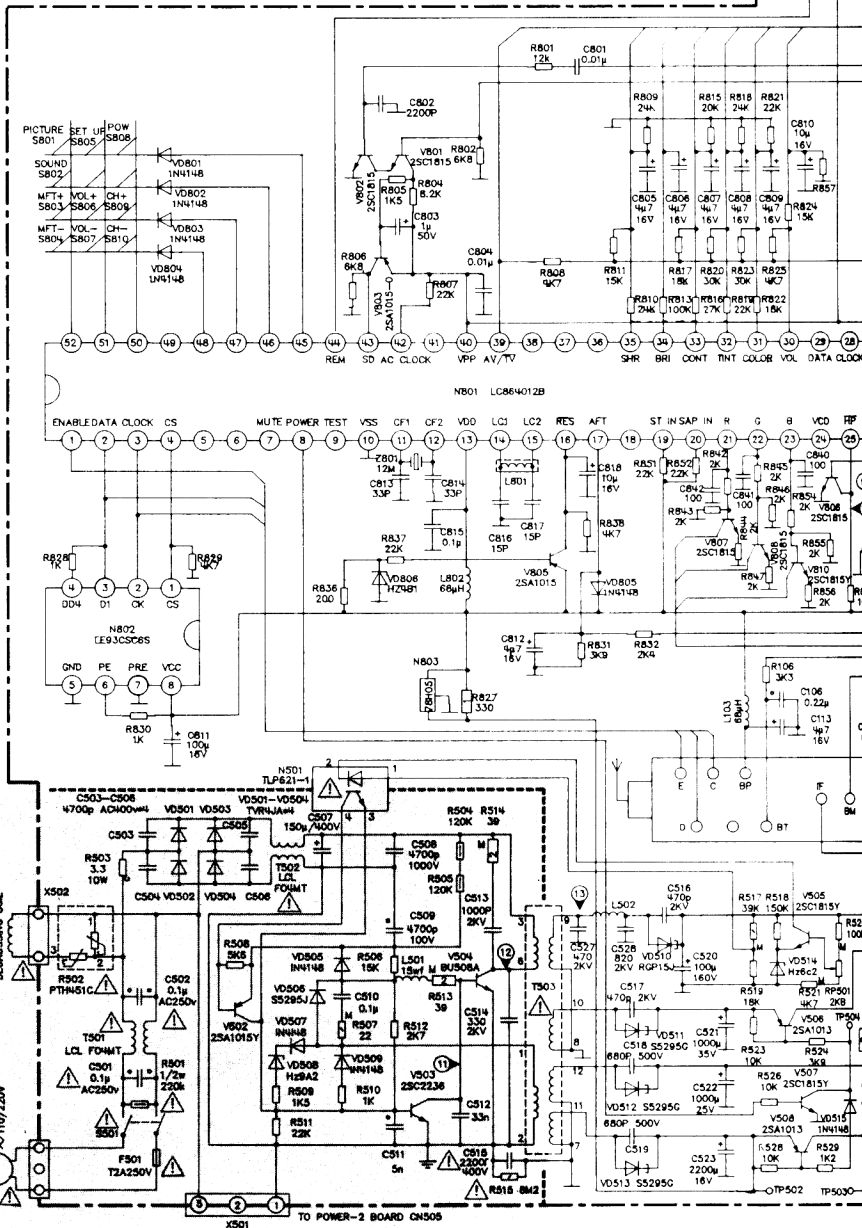 R801
12k
C801
0.01µ
C802
2200P
R809
24K
R815
20K
R818
24K
R821
22K
C810
10µ
16V
PICTURE
S801
SET UP
S805
POW
S808
SOUND
S802
MFT+
S803
VOL+
S806
CH+
S809
MFT-
S804
VOL-
S807
CH-
S810
VD801
1N4148
VD802
1N4148
VD803
1N4148
VD804
1N4148
V801
2SC1815
R802
6K8
V802
2SC1815
R805
1K5
R804
8.2K
C803
1µ
50V
R857
C805
4µ7
16V
C806
4µ7
16V
C807
4µ7
16V
C808
4µ7
16V
C809
4µ7
16V
R824
15K
R806
6K8
C804
0.01µ
R807
22K
V803
2SA1015-O
R808
4K7
R811
15K
R817
18K
R820
30K
R823
30K
R825
4K7
R810
24K
R813
100K
R816
27K
R819
22K
R822
18K
52 51 50 49 48 47 46 45 44 43 42 41 40 39 38 37 36 35 34 33 32 31 30 29 28
REM SD AC CLOCK VPP AV/TV SHR BRI CONT TINT COLOR VOL DATA CLOCK
N801 LC864012B
ENABLE DATA CLOCK CS MUTE POWER TEST VSS CF1 CF2 VDD LC1 LC2 RES AFT ST IN SAP IN R G B VCD HP
1 2 3 4 5 6 7 8 9 10 11 12 13 14 15 16 17 18 19 20 21 22 23 24 25
Z801
12M
C813
33P
C814
33P
L801
C818
10µ
16V
R851
22K
R852
22K
R842
2K
C842
100
C841
100
R845
2K
R846
2K
C840
100
R854
2K
V806
2SC1815
R843
2K
R844
2K
C815
0.1µ
C816
15P
C817
15P
R838
4K7
R837
22K
V807
2SC1815
V808
2SC1815
R855
2K
V810
2SC1815Y
R828
1K
R829
4K7
R836
200
VD806
HZ4B1
L802
68µH
V805
2SA1015
VD805
1N4148
R847
2K
R856
2K
4 3 2 1
DD4 D1 CK CS
N802
GND PE PRE VCC
5 6 7 8
C812
4µ7
16V
R831
3K9
R832
2K4
N803
78H05
R827
330
R106
3K3
L103
68µH
C106
0.22µ
C113
4µ7
16V
R830
1K
C811
100µ
16V
E C BP IF BM
D BT
N501
TLP621-1
2 1
4 3
C503-C506
4700p AC400v*4
VD501 VD503
VD501-VD504
TVR4JA*4
C507
150µ/400V
R504
120K
R514
39
C503
C505
C508
4700p
1000V
R503
3.3
10W
T502
LCL
FO4MT
R505
120K
C513
1000P
2KV
C504 VD502 VD504 C506
X502
C509
4700p
100V
R508
5K6
VD505
1N4148
R506
15K
L501
V504
BU508A
12
3
6
9
13
L502
C516
470p
2KV
R517
39K
R518
150K
V505
2SC1815Y
C527
470
2KV
C528
820
2KV
VD510
RGP15J
C520
100µ
160V
VD514
Hz6c2
R502
PTH451C
C502
0.1µ
AC250v
VD506
S5295J
C510
0.1µ
R513
39
C514
330
2KV
T503
C517
470p 2KV
R519
18K
R521
4K7
RP501
2KB
V602
2SA1015Y
VD507
1N4148
R507
22
R512
2K7
10
8
VD511
S5295G
C521
1000µ
35V
V506
2SA1013
TP504
T501
LCL FO4MT
VD508
Hz9A2
VD509
1N4148
11
V503
2SC2236
1
C518 500V
680P
R523
10K
R524
3K9
C501
0.1µ
AC250v
R501
1/2w
220k
R509
1K5
R510
1K
C512
33n
12
11
C522
1000µ
25V
VD512 S5295G
R526
10K
V507
2SC1815Y
S501
R511
22K
C511
5n
C515
2200P
400V
2
7
680P 500V
C519
V508
2SA1013
VD515
1N4148
F501
T2A250V
R515 8M2
VD513 S5295G
C523
2200µ
16V
R528
10K
R529
1K2
3 2 1
X501
TO POWER-2 BOARD CN505
TP502
TP503